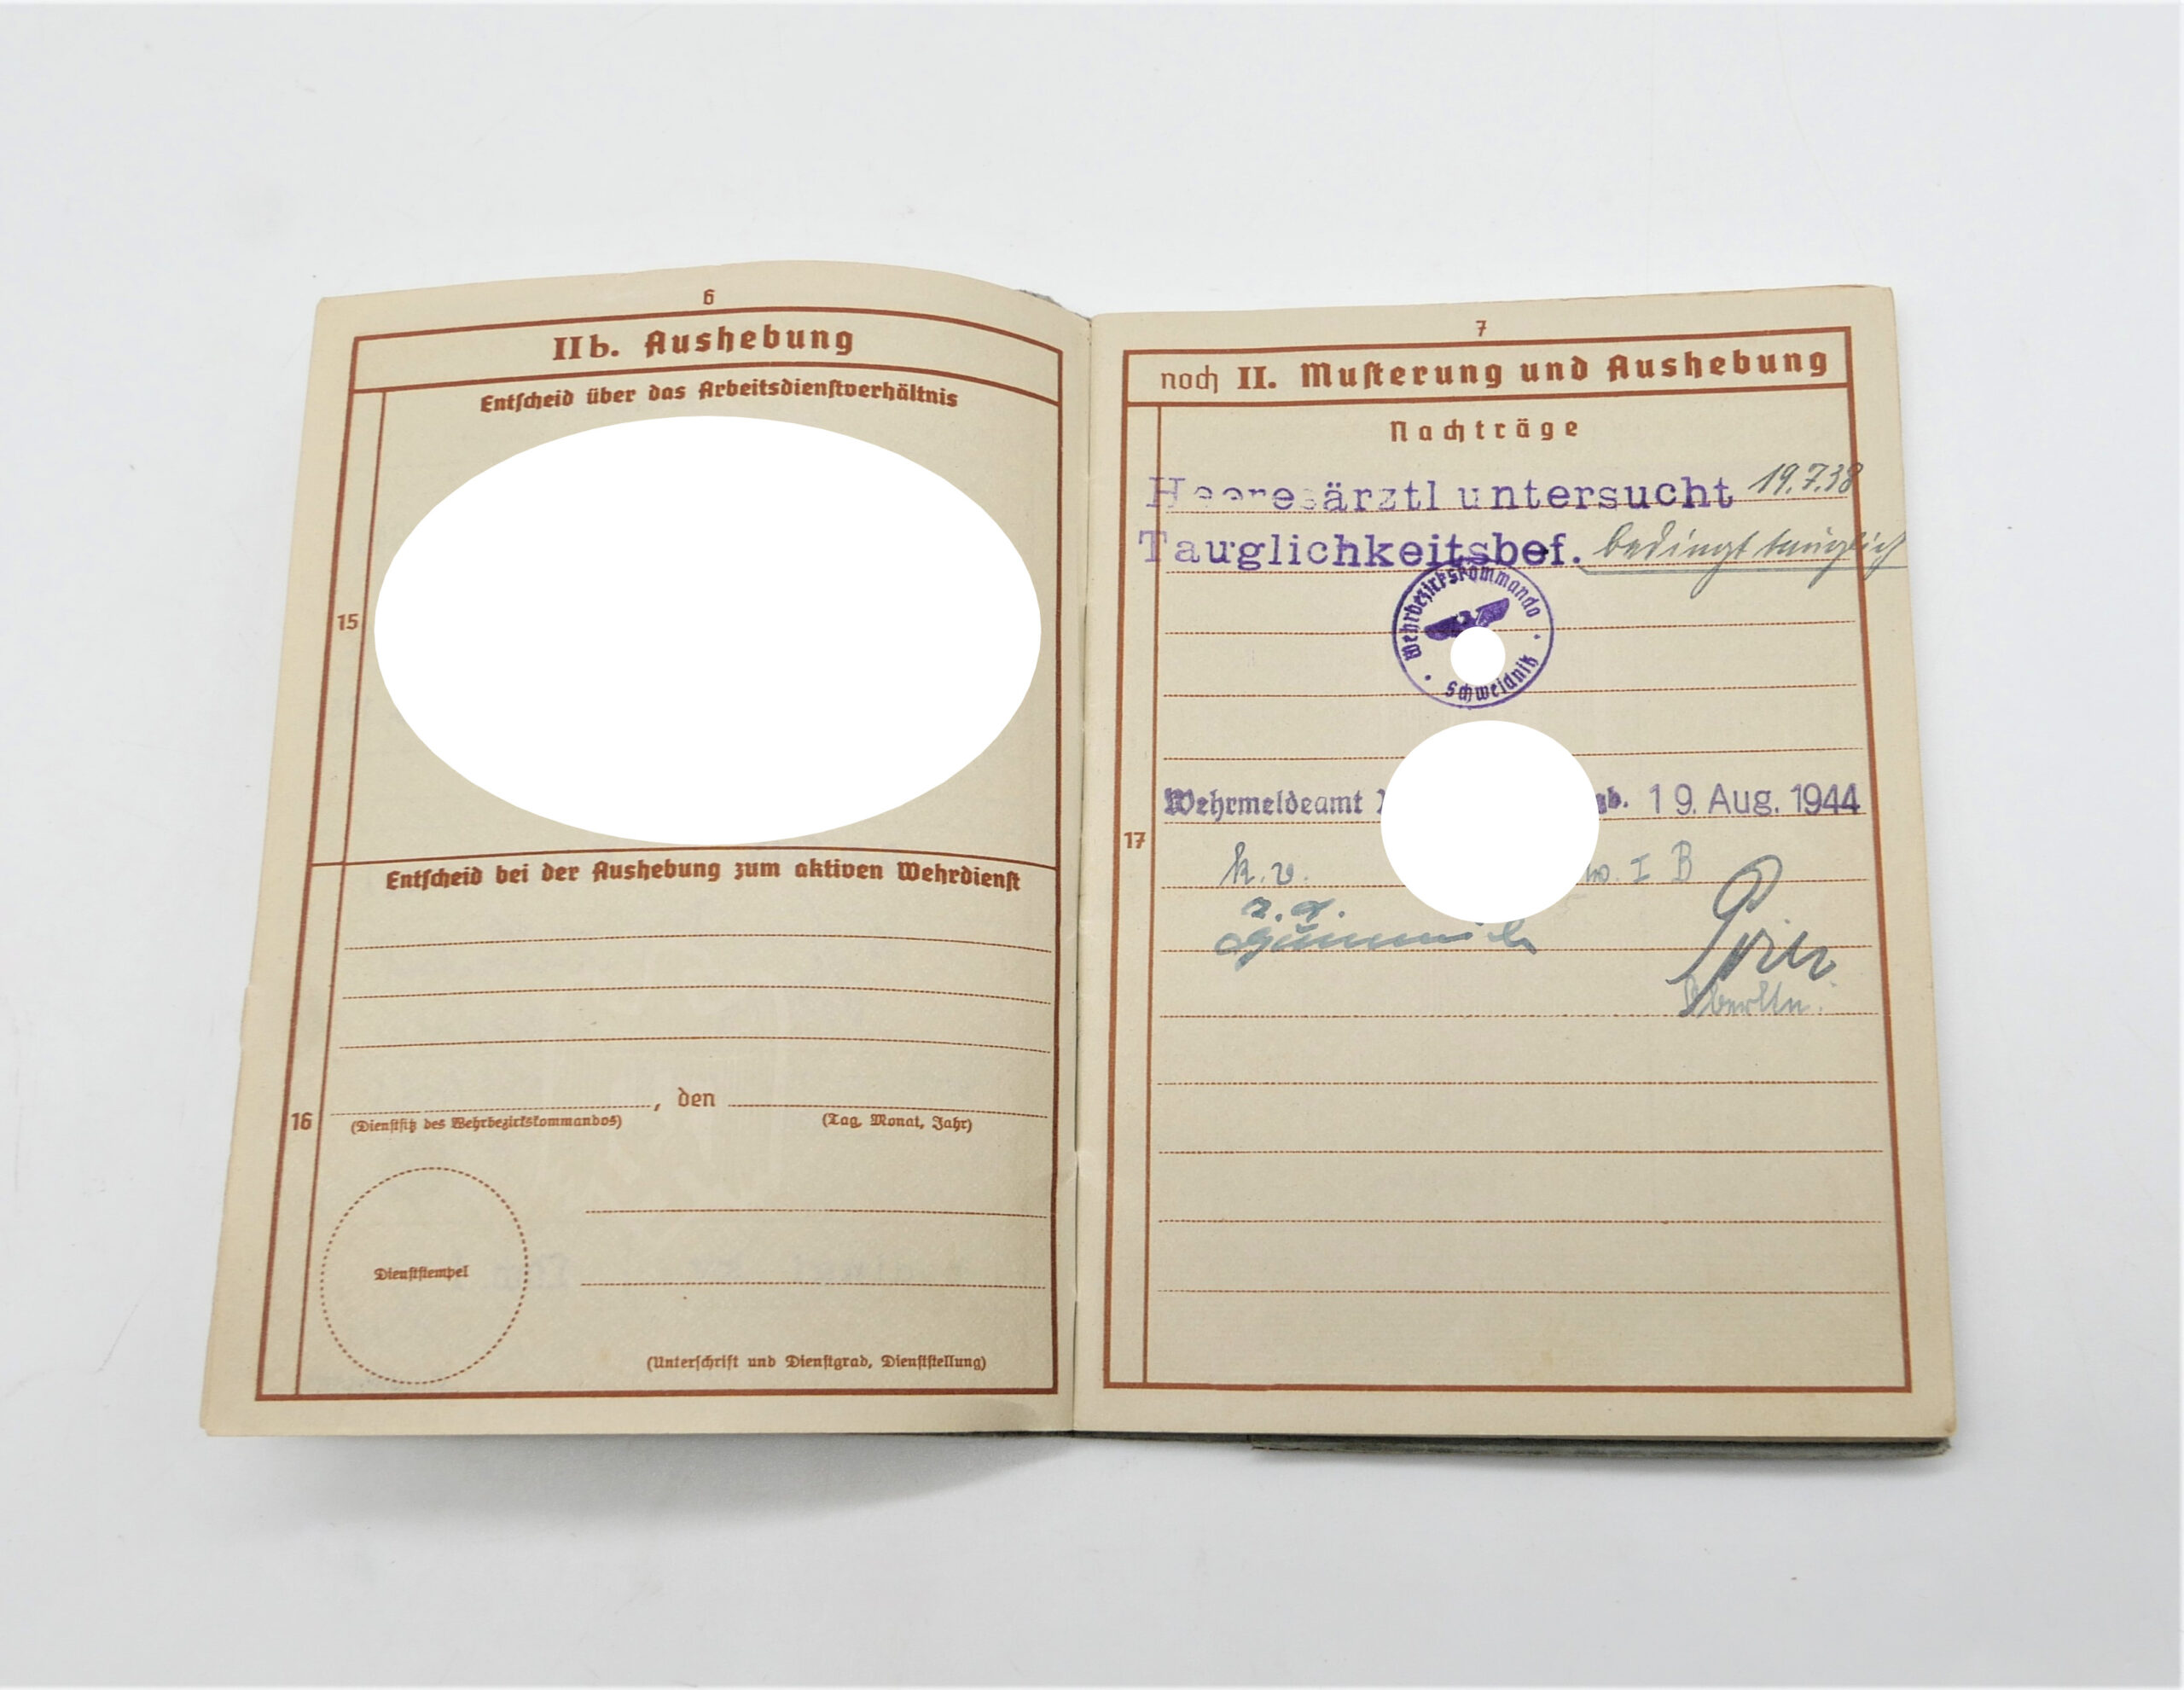 6
IIb. Aushebung
Entscheid über das Arbeitsdienstverhältnis
15
Entscheid bei der Aushebung zum aktiven Wehrdienst
, den
(Dienstsitz des Wehrbezirkskommandos) (Tag, Monat, Jahr)
16
Dienststempel
(Unterschrift und Dienstgrad, Dienststellung)
7
noch II. Musterung und Aushebung
Nachträge
Heeresärztl untersucht 19.7.38
Tauglichkeitsbef. bedingt tauglich
Wehrbezirkskommando
Schweidnitz
Wehrmeldeamt 19. Aug. 1944
17
k.v. I B
Oberltn.